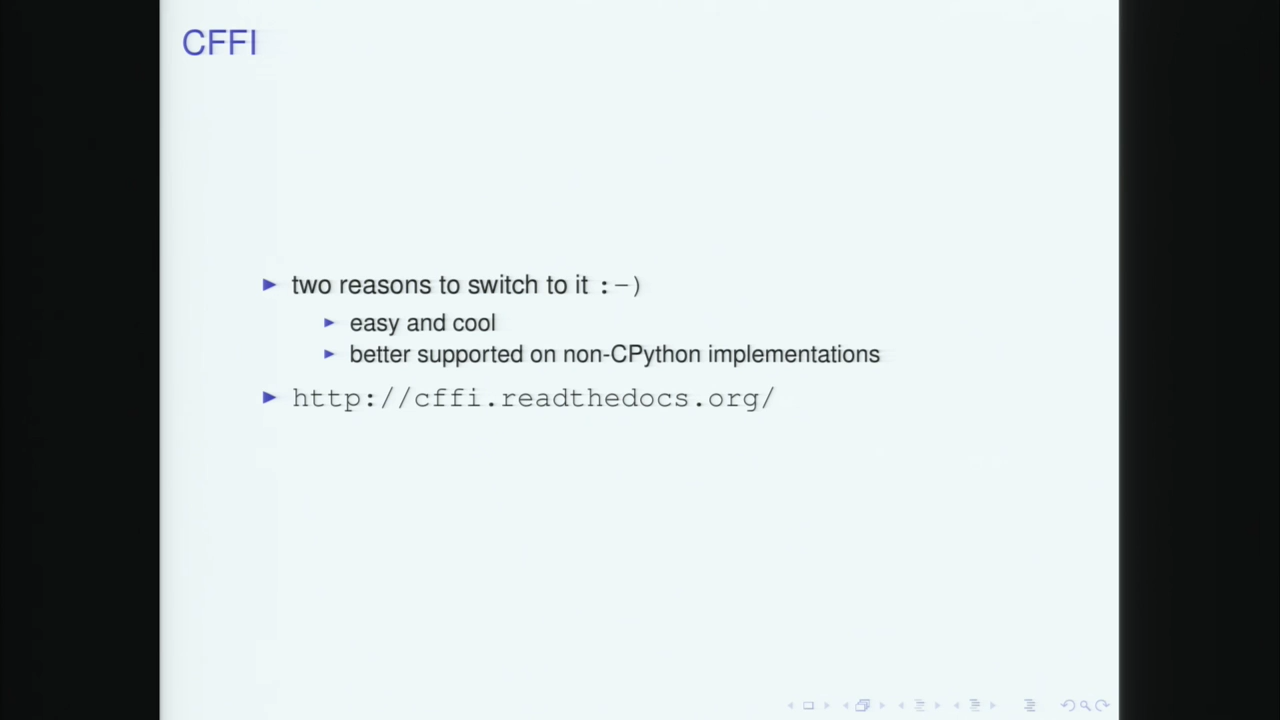 CFFI
two reasons to switch to it :-)
easy and cool
better supported on non-CPython implementations
http://cffi.readthedocs.org/